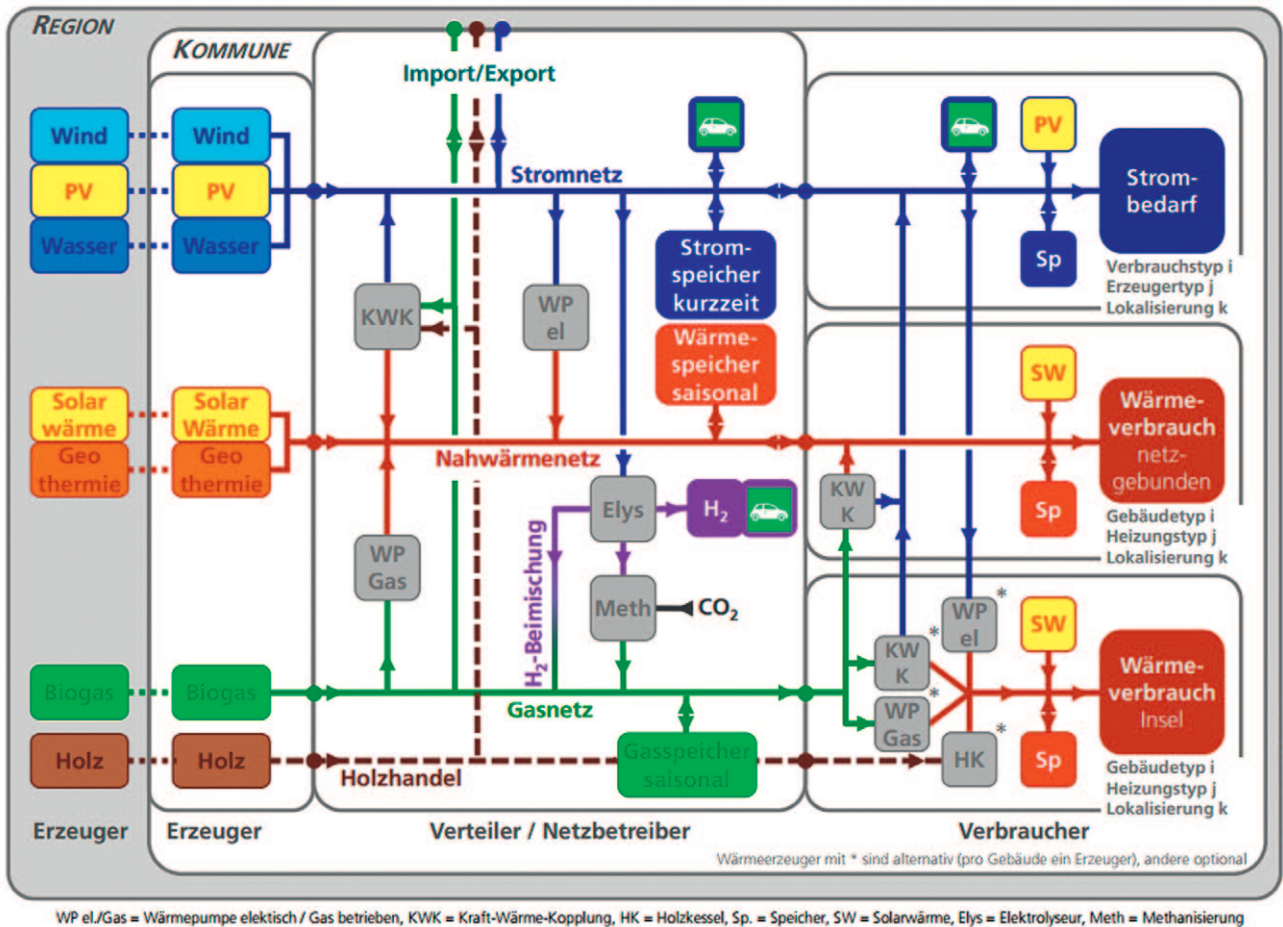 REGION
KOMMUNE
Import/Export
Wind
Wind
PV
PV
Wasser
Wasser
Stromnetz
PV
Strom-
bedarf
Sp
Verbrauchstyp i
Erzeugertyp j
Lokalisierung k
KWK
WP
el
Strom-
speicher
kurzzeit
Wärme-
speicher
saisonal
Solar
wärme
Solar
Wärme
Geo
thermie
Geo
thermie
Nahwärmenetz
SW
Wärme-
verbrauch
netz-
gebunden
KW
K
Sp
Gebäudetyp i
Heizungstyp j
Lokalisierung k
Elys
H2
WP
Gas
H2-Beimischung
Meth
CO2
WP
el
*
SW
KW
K
*
Wärme-
verbrauch
Insel
Biogas
Biogas
Gasnetz
WP
Gas
*
Holz
Holz
Holzhandel
Gasspeicher
saisonal
HK
*
Sp
Gebäudetyp i
Heizungstyp j
Lokalisierung k
Erzeuger
Erzeuger
Verteiler / Netzbetreiber
Verbraucher
Wärmeerzeuger mit * sind alternativ (pro Gebäude ein Erzeuger), andere optional
WP el./Gas = Wärmepumpe elektisch / Gas betrieben, KWK = Kraft-Wärme-Kopplung, HK = Holzkessel, Sp. = Speicher, SW = Solarwärme, Elys = Elektrolyseur, Meth = Methanisierung